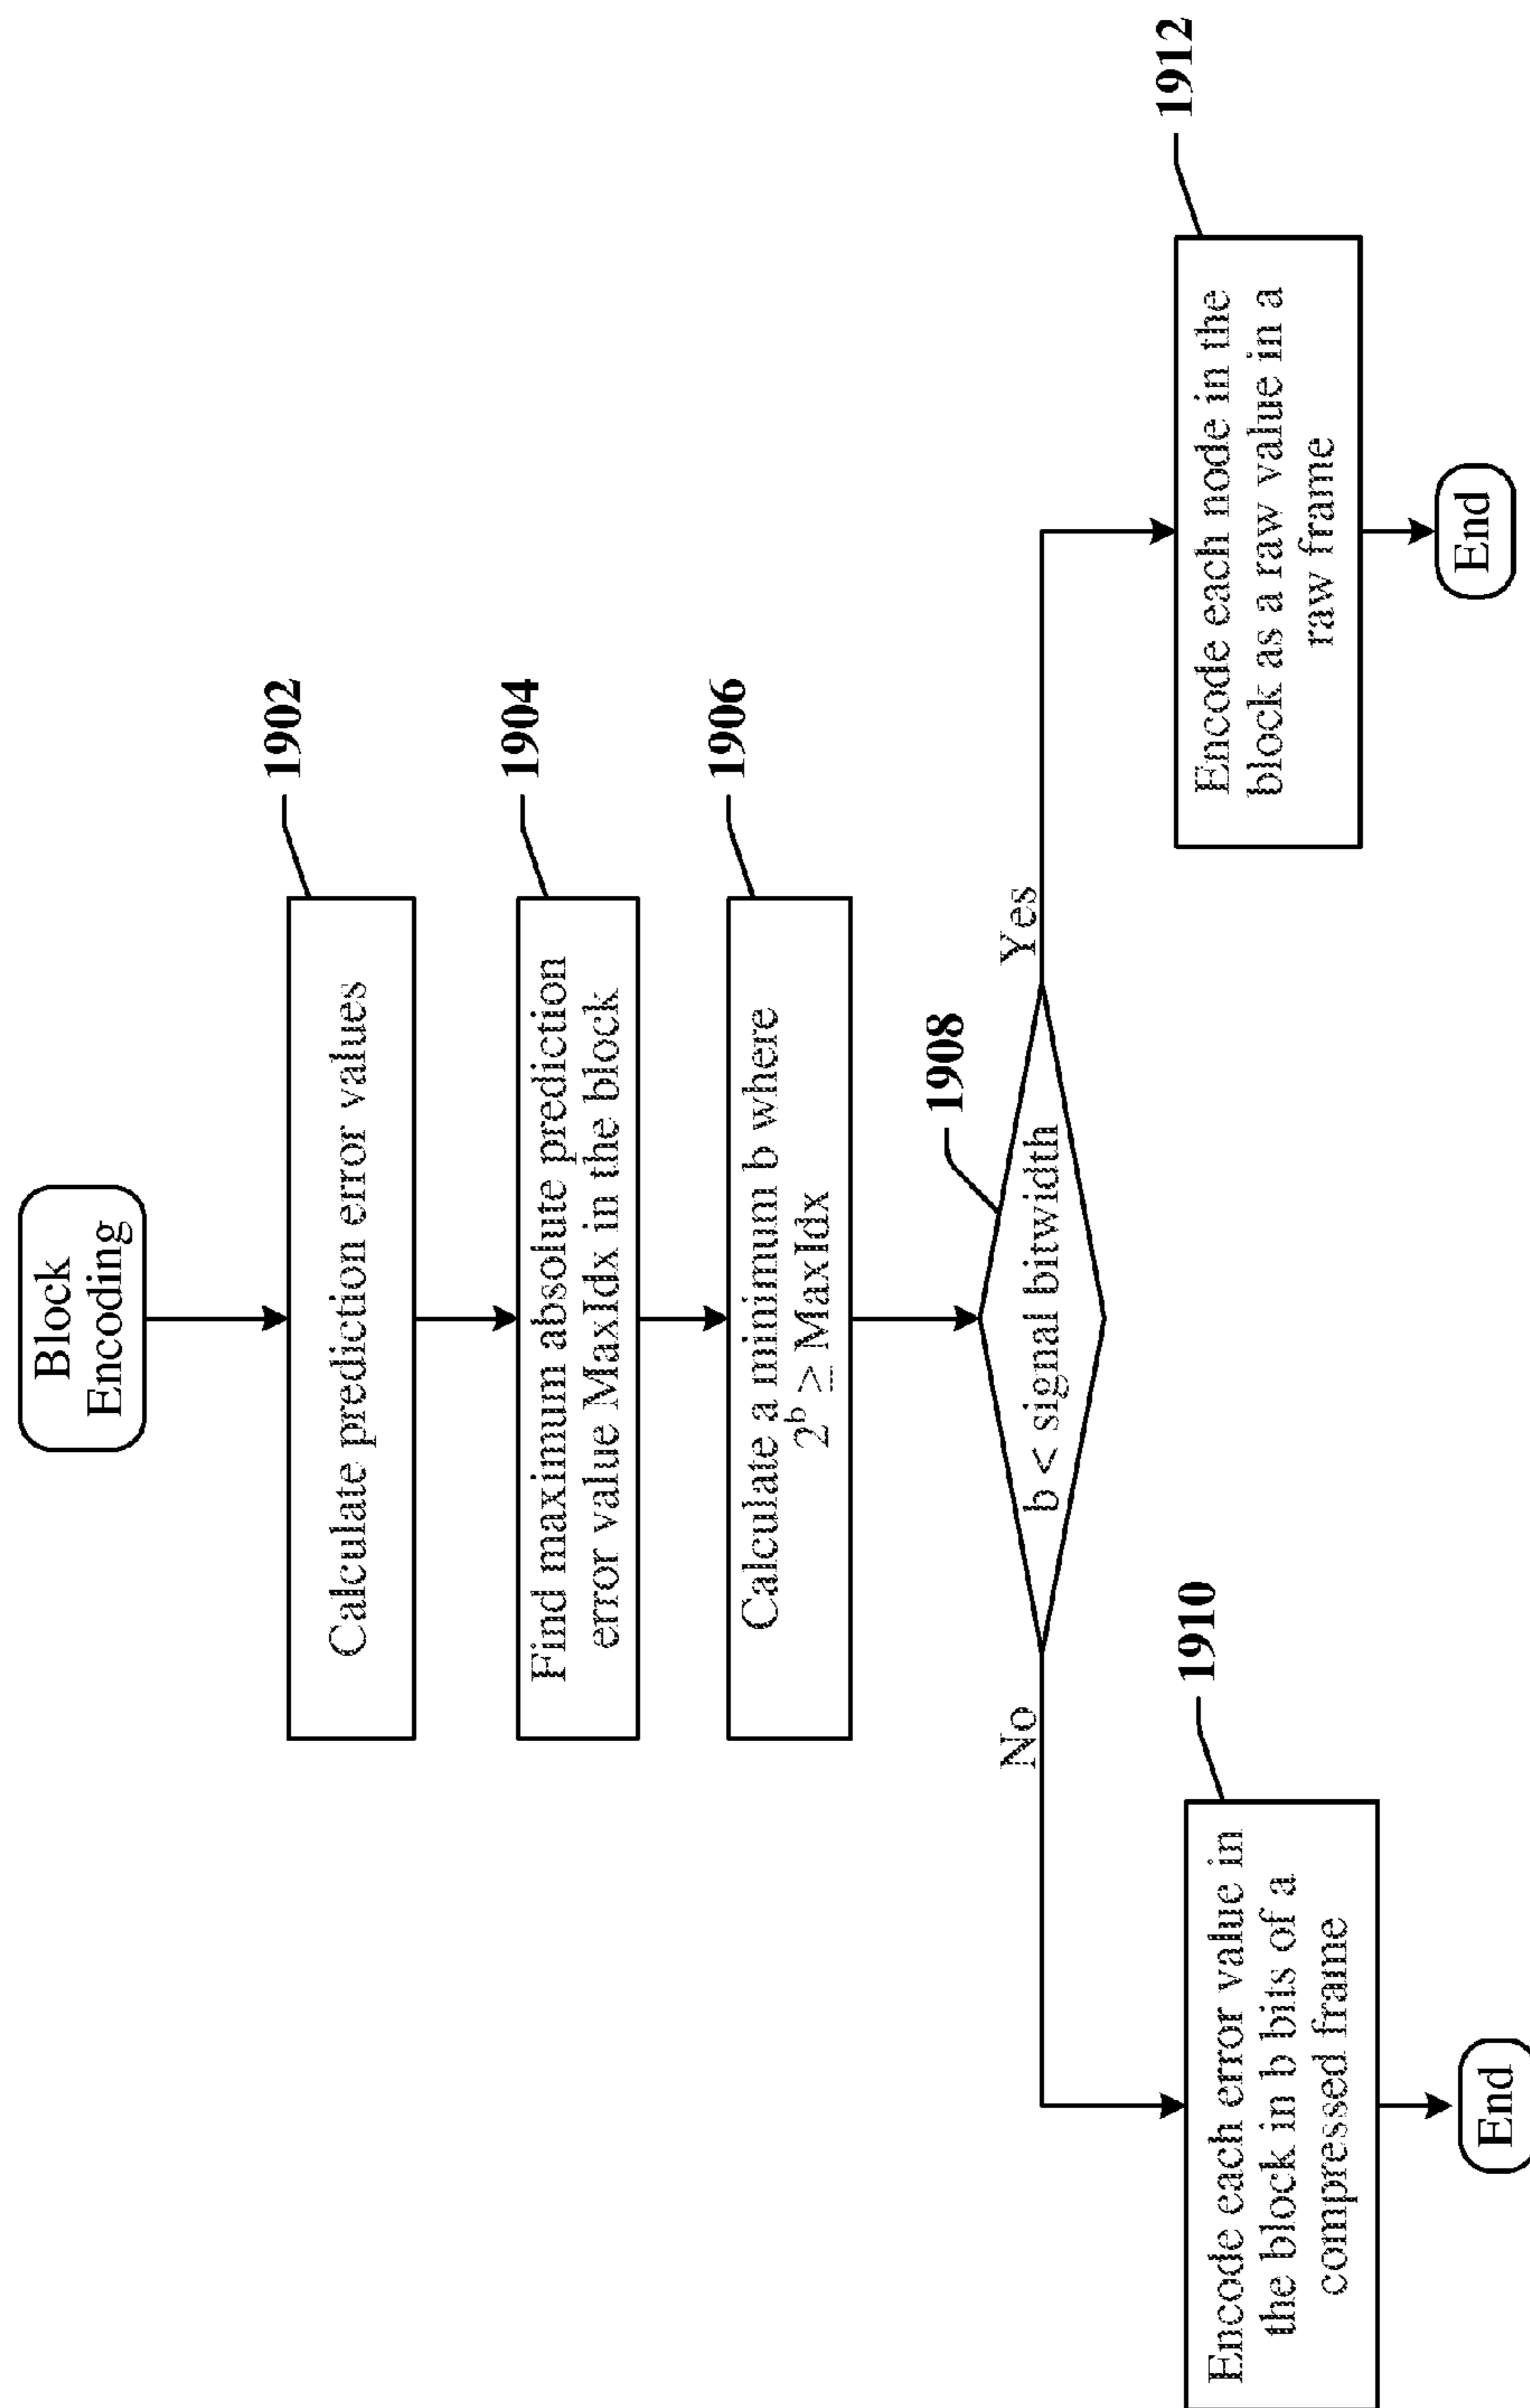 Block
Encoding
1902
Calculate prediction error values
1904
Find maximum absolute prediction
error value MaxIdx in the block
1906
Calculate a minimum b where
2ᵇ ≥ MaxIdx
1908
b < signal bitwidth
No
Yes
1910
Encode each error value in
the block in b bits of a
compressed frame
End
1912
Encode each node in the
block as a raw value in a
raw frame
End